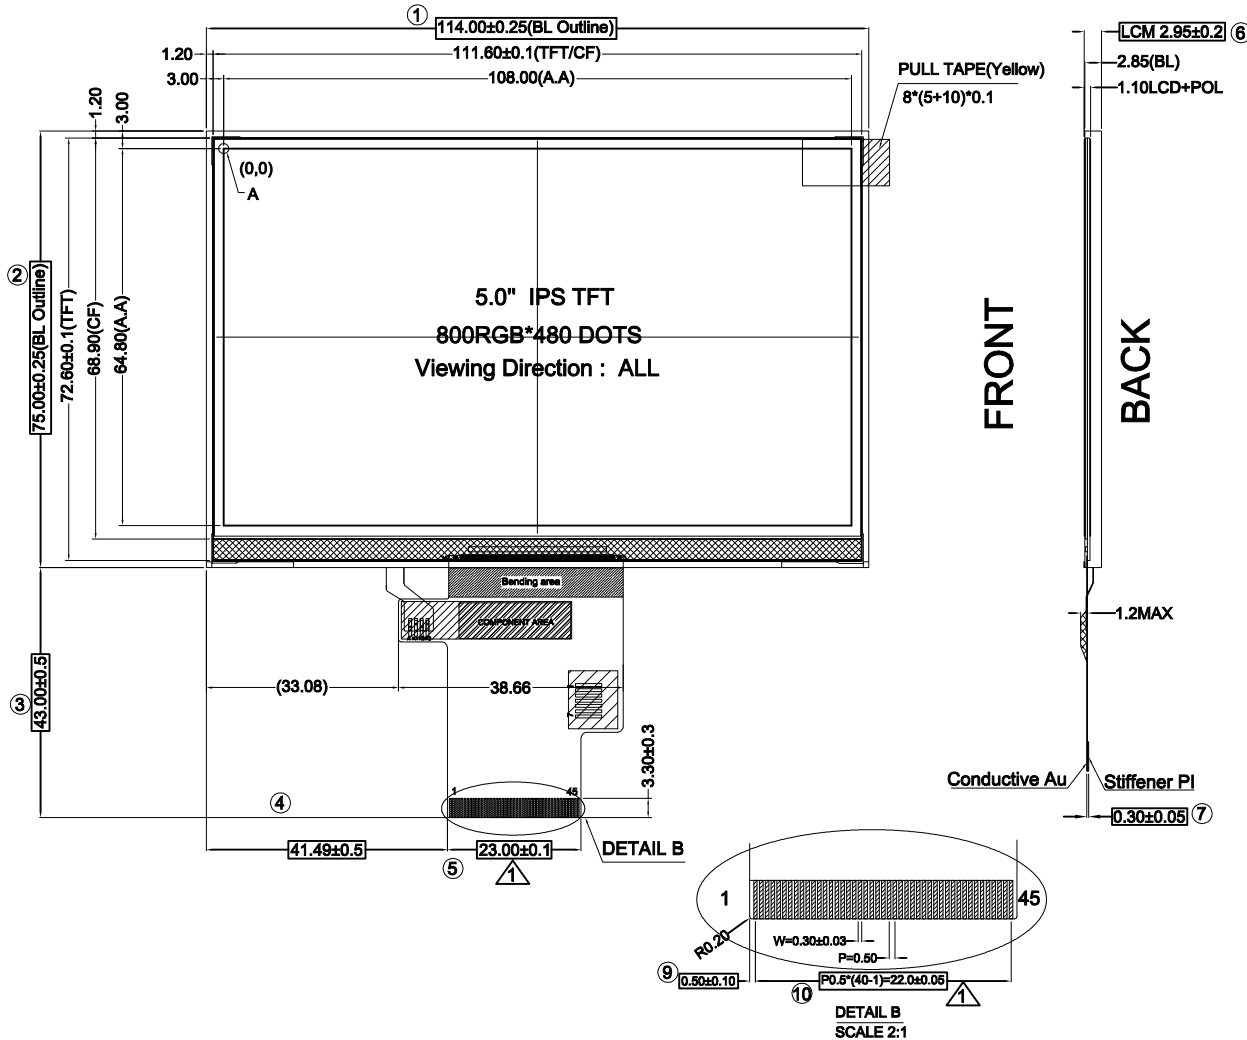 1
114.00±0.25(BL Outline)
LCM 2.95±0.2
6
1.20
111.60±0.1(TFT/CF)
2.85(BL)
3.00
108.00(A.A)
PULL TAPE(Yellow)
1.10LCD+POL
8*(5+10)*0.1
1.20
3.00
(0,0)
A
2
75.00±0.25(BL Outline)
72.60±0.1(TFT)
68.90(CF)
64.80(A.A)
5.0" IPS TFT
800RGB*480 DOTS
Viewing Direction : ALL
FRONT
BACK
Bending area
COMPONENT AREA
1.2MAX
(33.08)
38.66
3
43.00±0.5
3.30±0.3
Conductive Au
Stiffener PI
1
45
4
0.30±0.05
7
41.49±0.5
23.00±0.1
DETAIL B
5
1
1
45
R0.20
W=0.30±0.03
P=0.50
9
0.50±0.10
P0.5*(40-1)=22.0±0.05
10
1
DETAIL B
SCALE 2:1